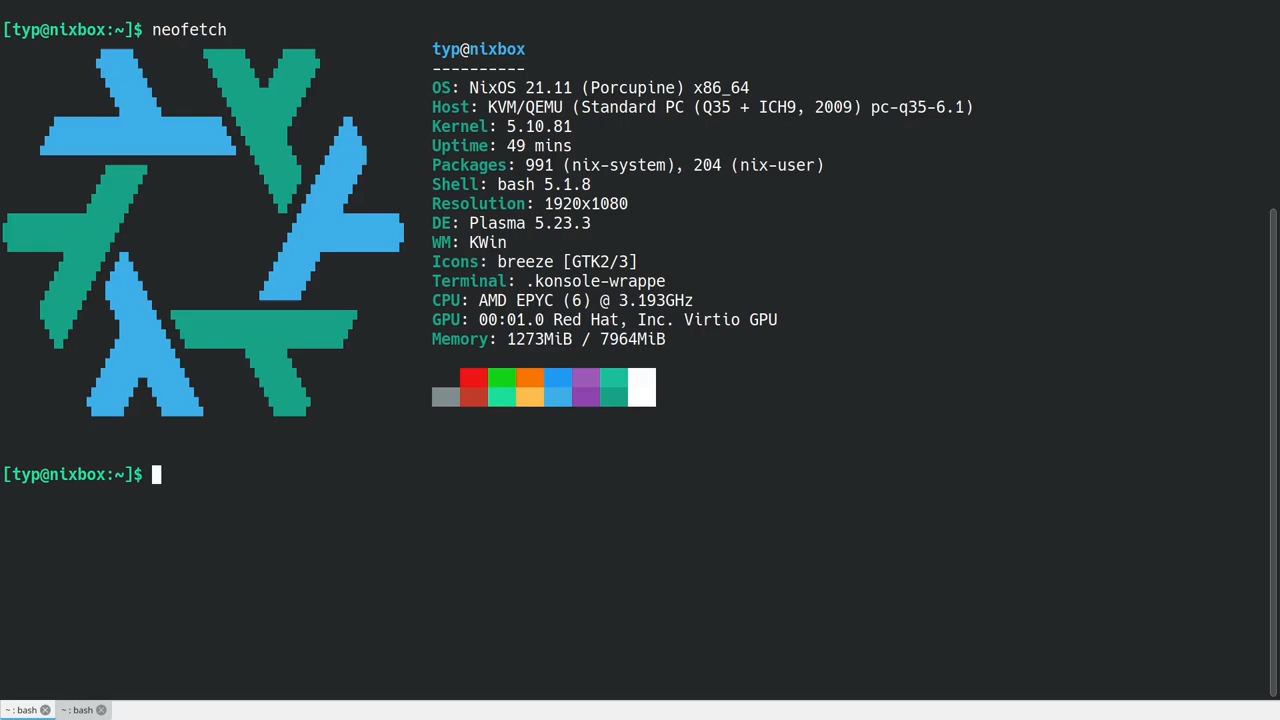 [typ@nixbox:~]$ neofetch
typ@nixbox
----------
OS: NixOS 21.11 (Porcupine) x86_64
Host: KVM/QEMU (Standard PC (Q35 + ICH9, 2009) pc-q35-6.1)
Kernel: 5.10.81
Uptime: 49 mins
Packages: 991 (nix-system), 204 (nix-user)
Shell: bash 5.1.8
Resolution: 1920x1080
DE: Plasma 5.23.3
WM: KWin
Icons: breeze [GTK2/3]
Terminal: .konsole-wrappe
CPU: AMD EPYC (6) @ 3.193GHz
GPU: 00:01.0 Red Hat, Inc. Virtio GPU
Memory: 1273MiB / 7964MiB
[typ@nixbox:~]$
~ : bash ~ : bash